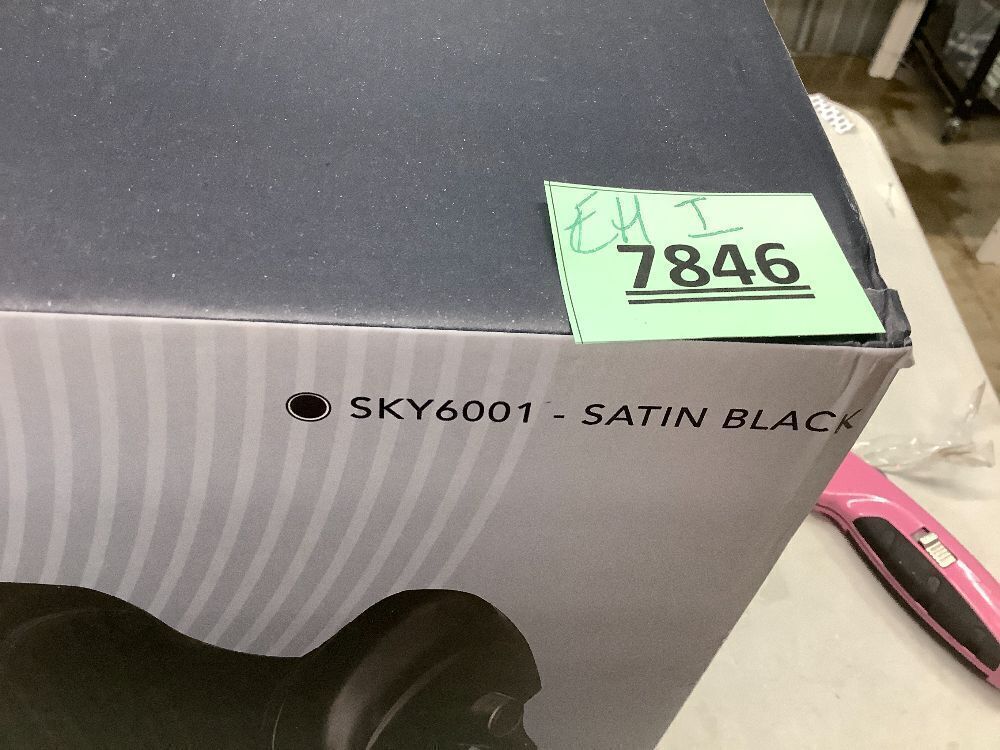 EH I
7846
SKY6001 - SATIN BLACK